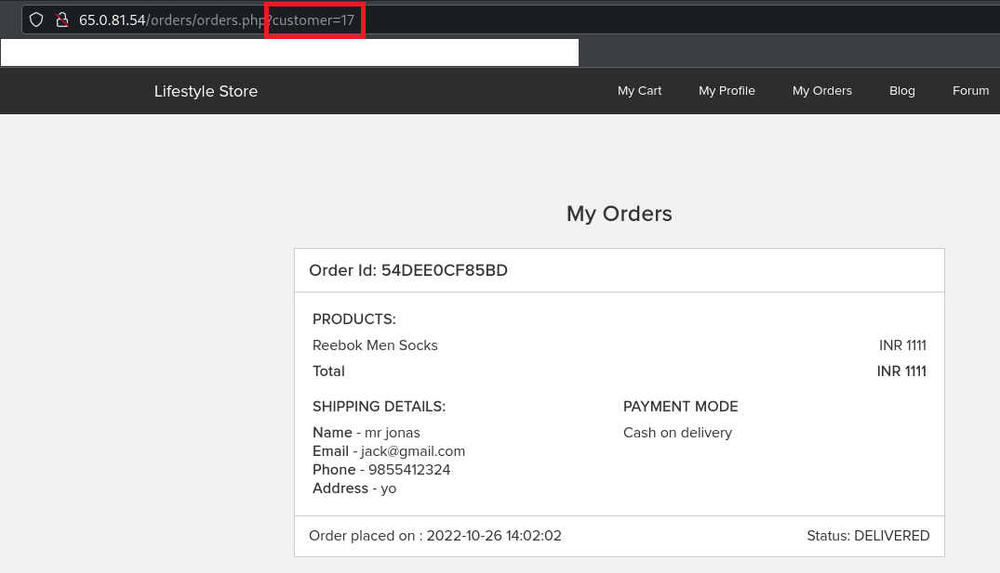 65.0.81.54/orders/orders.php?customer=17
Lifestyle Store My Cart My Profile My Orders Blog Forum
My Orders
Order Id: 54DEE0CF85BD
PRODUCTS:
Reebok Men Socks INR 1111
Total INR 1111
SHIPPING DETAILS: PAYMENT MODE
Name - mr jonas Cash on delivery
Email - jack@gmail.com
Phone - 9855412324
Address - yo
Order placed on : 2022-10-26 14:02:02 Status: DELIVERED